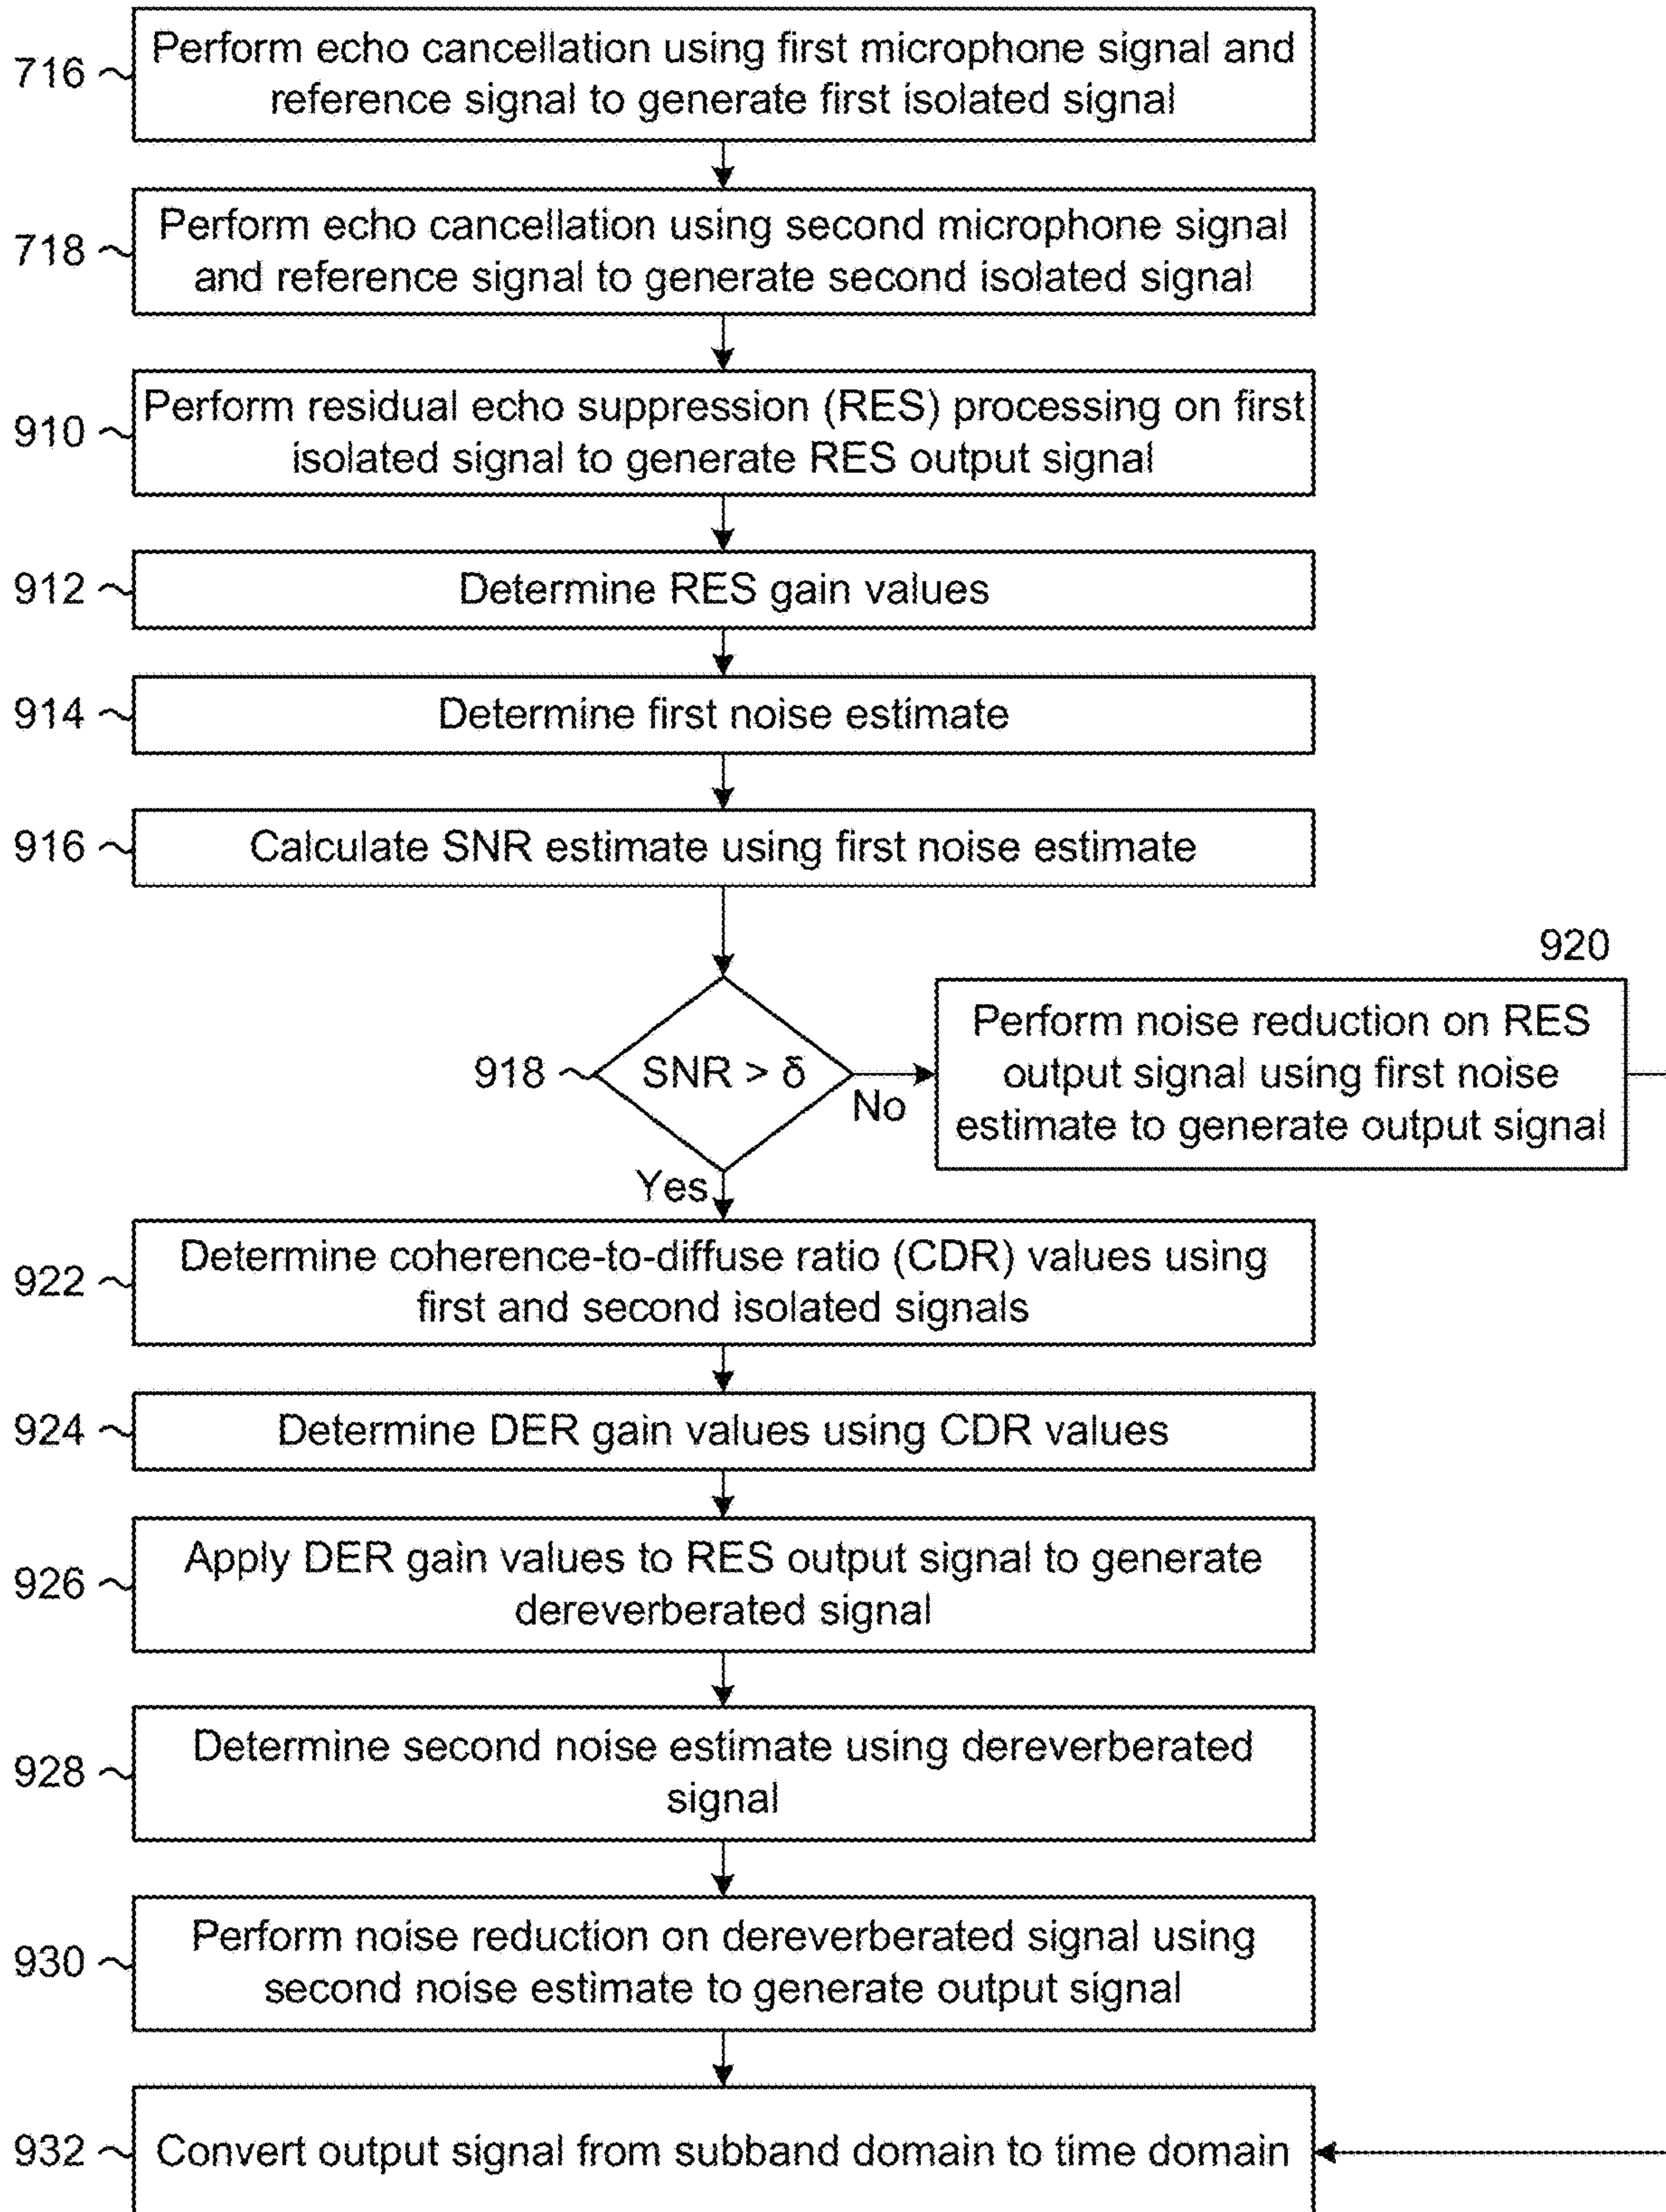 716
Perform echo cancellation using first microphone signal and
reference signal to generate first isolated signal
718
Perform echo cancellation using second microphone signal
and reference signal to generate second isolated signal
910
Perform residual echo suppression (RES) processing on first
isolated signal to generate RES output signal
912
Determine RES gain values
914
Determine first noise estimate
916
Calculate SNR estimate using first noise estimate
918
SNR > δ
No
920
Perform noise reduction on RES
output signal using first noise
estimate to generate output signal
Yes
922
Determine coherence-to-diffuse ratio (CDR) values using
first and second isolated signals
924
Determine DER gain values using CDR values
926
Apply DER gain values to RES output signal to generate
dereverberated signal
928
Determine second noise estimate using dereverberated
signal
930
Perform noise reduction on dereverberated signal using
second noise estimate to generate output signal
932
Convert output signal from subband domain to time domain